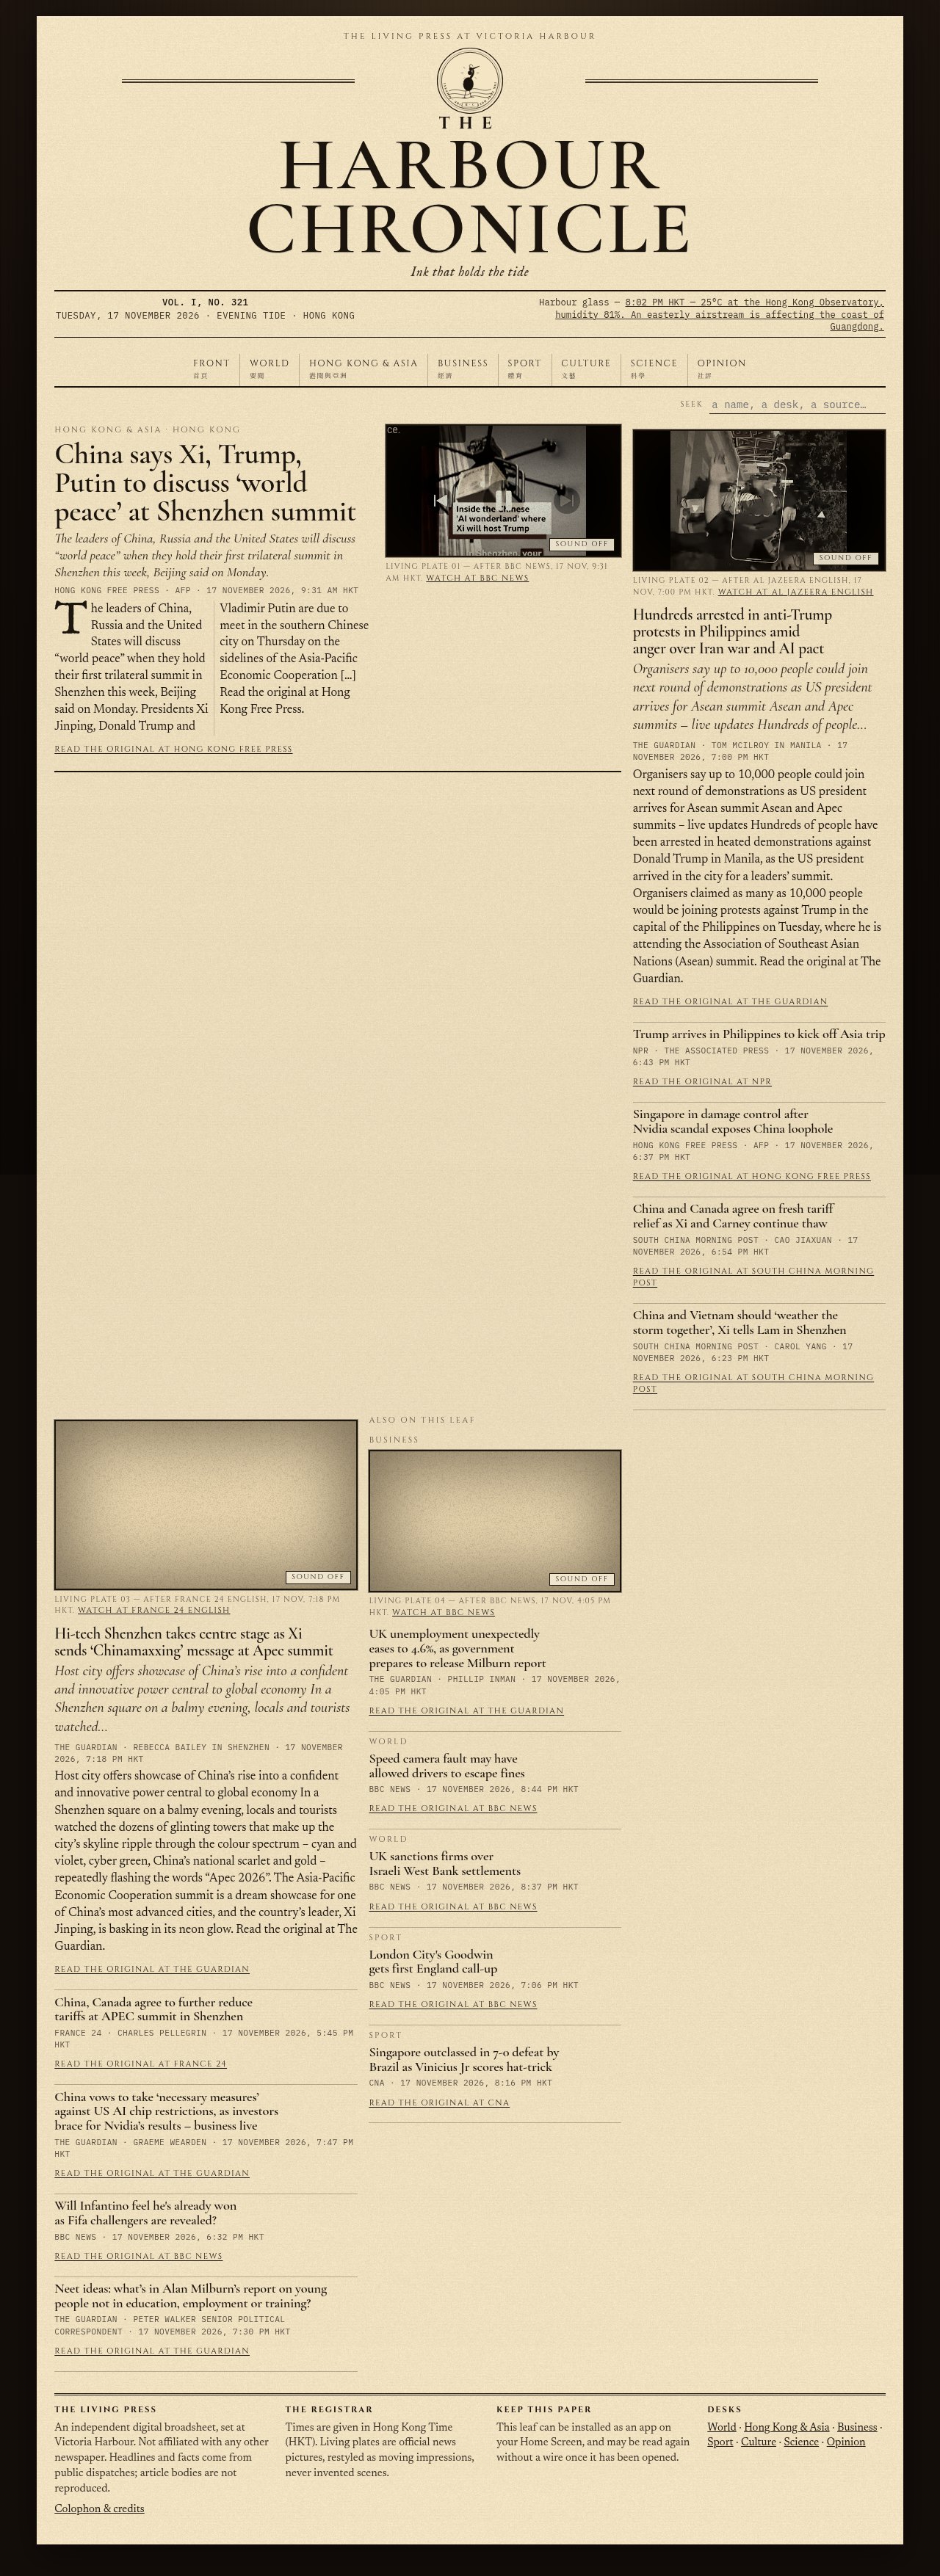 THE LIVING PRESS AT VICTORIA HARBOUR
THE
HARBOUR
CHRONICLE
Ink that holds the tide
VOL. I, NO. 321
TUESDAY, 17 NOVEMBER 2026 · EVENING TIDE · HONG KONG
Harbour glass — 8:02 PM HKT — 25°C at the Hong Kong Observatory,
humidity 81%. An easterly airstream is affecting the coast of
Guangdong.
FRONT
首頁
WORLD
要聞
HONG KONG & ASIA
港聞與亞洲
BUSINESS
經濟
SPORT
體育
CULTURE
文藝
SCIENCE
科學
OPINION
社評
SEEK a name, a desk, a source…
HONG KONG & ASIA · HONG KONG
China says Xi, Trump,
Putin to discuss ‘world
peace’ at Shenzhen summit
The leaders of China, Russia and the United States will discuss
“world peace” when they hold their first trilateral summit in
Shenzhen this week, Beijing said on Monday.
HONG KONG FREE PRESS · AFP · 17 NOVEMBER 2026, 9:31 AM HKT
The leaders of China,
Russia and the United
States will discuss
“world peace” when they hold
their first trilateral summit in
Shenzhen this week, Beijing
said on Monday. Presidents Xi
Jinping, Donald Trump and
Vladimir Putin are due to
meet in the southern Chinese
city on Thursday on the
sidelines of the Asia-Pacific
Economic Cooperation [...]
Read the original at Hong
Kong Free Press.
READ THE ORIGINAL AT HONG KONG FREE PRESS
ce.
Inside the Chinese
'AI wonderland' where
Xi will host Trump
Shenzhen, your
SOUND OFF
LIVING PLATE 01 — AFTER BBC NEWS, 17 NOV, 9:31
AM HKT. WATCH AT BBC NEWS
SOUND OFF
LIVING PLATE 02 — AFTER AL JAZEERA ENGLISH, 17
NOV, 7:00 PM HKT. WATCH AT AL JAZEERA ENGLISH
Hundreds arrested in anti-Trump
protests in Philippines amid
anger over Iran war and AI pact
Organisers say up to 10,000 people could join
next round of demonstrations as US president
arrives for Asean summit Asean and Apec
summits – live updates Hundreds of people…
THE GUARDIAN · TOM MCILROY IN MANILA · 17
NOVEMBER 2026, 7:00 PM HKT
Organisers say up to 10,000 people could join
next round of demonstrations as US president
arrives for Asean summit Asean and Apec
summits – live updates Hundreds of people have
been arrested in heated demonstrations against
Donald Trump in Manila, as the US president
arrived in the city for a leaders’ summit.
Organisers claimed as many as 10,000 people
would be joining protests against Trump in the
capital of the Philippines on Tuesday, where he is
attending the Association of Southeast Asian
Nations (Asean) summit. Read the original at The
Guardian.
READ THE ORIGINAL AT THE GUARDIAN
Trump arrives in Philippines to kick off Asia trip
NPR · THE ASSOCIATED PRESS · 17 NOVEMBER 2026,
6:43 PM HKT
READ THE ORIGINAL AT NPR
Singapore in damage control after
Nvidia scandal exposes China loophole
HONG KONG FREE PRESS · AFP · 17 NOVEMBER 2026,
6:37 PM HKT
READ THE ORIGINAL AT HONG KONG FREE PRESS
China and Canada agree on fresh tariff
relief as Xi and Carney continue thaw
SOUTH CHINA MORNING POST · CAO JIAXUAN · 17
NOVEMBER 2026, 6:54 PM HKT
READ THE ORIGINAL AT SOUTH CHINA MORNING
POST
China and Vietnam should ‘weather the
storm together’, Xi tells Lam in Shenzhen
SOUTH CHINA MORNING POST · CAROL YANG · 17
NOVEMBER 2026, 6:23 PM HKT
READ THE ORIGINAL AT SOUTH CHINA MORNING
POST
SOUND OFF
LIVING PLATE 03 — AFTER FRANCE 24 ENGLISH, 17 NOV, 7:18 PM
HKT. WATCH AT FRANCE 24 ENGLISH
Hi-tech Shenzhen takes centre stage as Xi
sends ‘Chinamaxxing’ message at Apec summit
Host city offers showcase of China’s rise into a confident
and innovative power central to global economy In a
Shenzhen square on a balmy evening, locals and tourists
watched…
THE GUARDIAN · REBECCA BAILEY IN SHENZHEN · 17 NOVEMBER
2026, 7:18 PM HKT
Host city offers showcase of China’s rise into a confident
and innovative power central to global economy In a
Shenzhen square on a balmy evening, locals and tourists
watched the dozens of glinting towers that make up the
city’s skyline ripple through the colour spectrum – cyan and
violet, cyber green, China’s national scarlet and gold –
repeatedly flashing the words “Apec 2026”. The Asia-Pacific
Economic Cooperation summit is a dream showcase for one
of China’s most advanced cities, and the country’s leader, Xi
Jinping, is basking in its neon glow. Read the original at The
Guardian.
READ THE ORIGINAL AT THE GUARDIAN
China, Canada agree to further reduce
tariffs at APEC summit in Shenzhen
FRANCE 24 · CHARLES PELLEGRIN · 17 NOVEMBER 2026, 5:45 PM
HKT
READ THE ORIGINAL AT FRANCE 24
China vows to take ‘necessary measures’
against US AI chip restrictions, as investors
brace for Nvidia’s results – business live
THE GUARDIAN · GRAEME WEARDEN · 17 NOVEMBER 2026, 7:47 PM
HKT
READ THE ORIGINAL AT THE GUARDIAN
Will Infantino feel he's already won
as Fifa challengers are revealed?
BBC NEWS · 17 NOVEMBER 2026, 6:32 PM HKT
READ THE ORIGINAL AT BBC NEWS
Neet ideas: what’s in Alan Milburn’s report on young
people not in education, employment or training?
THE GUARDIAN · PETER WALKER SENIOR POLITICAL
CORRESPONDENT · 17 NOVEMBER 2026, 7:30 PM HKT
READ THE ORIGINAL AT THE GUARDIAN
ALSO ON THIS LEAF
BUSINESS
SOUND OFF
LIVING PLATE 04 — AFTER BBC NEWS, 17 NOV, 4:05 PM
HKT. WATCH AT BBC NEWS
UK unemployment unexpectedly
eases to 4.6%, as government
prepares to release Milburn report
THE GUARDIAN · PHILLIP INMAN · 17 NOVEMBER 2026,
4:05 PM HKT
READ THE ORIGINAL AT THE GUARDIAN
WORLD
Speed camera fault may have
allowed drivers to escape fines
BBC NEWS · 17 NOVEMBER 2026, 8:44 PM HKT
READ THE ORIGINAL AT BBC NEWS
WORLD
UK sanctions firms over
Israeli West Bank settlements
BBC NEWS · 17 NOVEMBER 2026, 8:37 PM HKT
READ THE ORIGINAL AT BBC NEWS
SPORT
London City's Goodwin
gets first England call-up
BBC NEWS · 17 NOVEMBER 2026, 7:06 PM HKT
READ THE ORIGINAL AT BBC NEWS
SPORT
Singapore outclassed in 7-0 defeat by
Brazil as Vinicius Jr scores hat-trick
CNA · 17 NOVEMBER 2026, 8:16 PM HKT
READ THE ORIGINAL AT CNA
THE LIVING PRESS
An independent digital broadsheet, set at
Victoria Harbour. Not affiliated with any other
newspaper. Headlines and facts come from
public dispatches; article bodies are not
reproduced.
Colophon & credits
THE REGISTRAR
Times are given in Hong Kong Time
(HKT). Living plates are official news
pictures, restyled as moving impressions,
never invented scenes.
KEEP THIS PAPER
This leaf can be installed as an app on
your Home Screen, and may be read again
without a wire once it has been opened.
DESKS
World · Hong Kong & Asia · Business ·
Sport · Culture · Science · Opinion